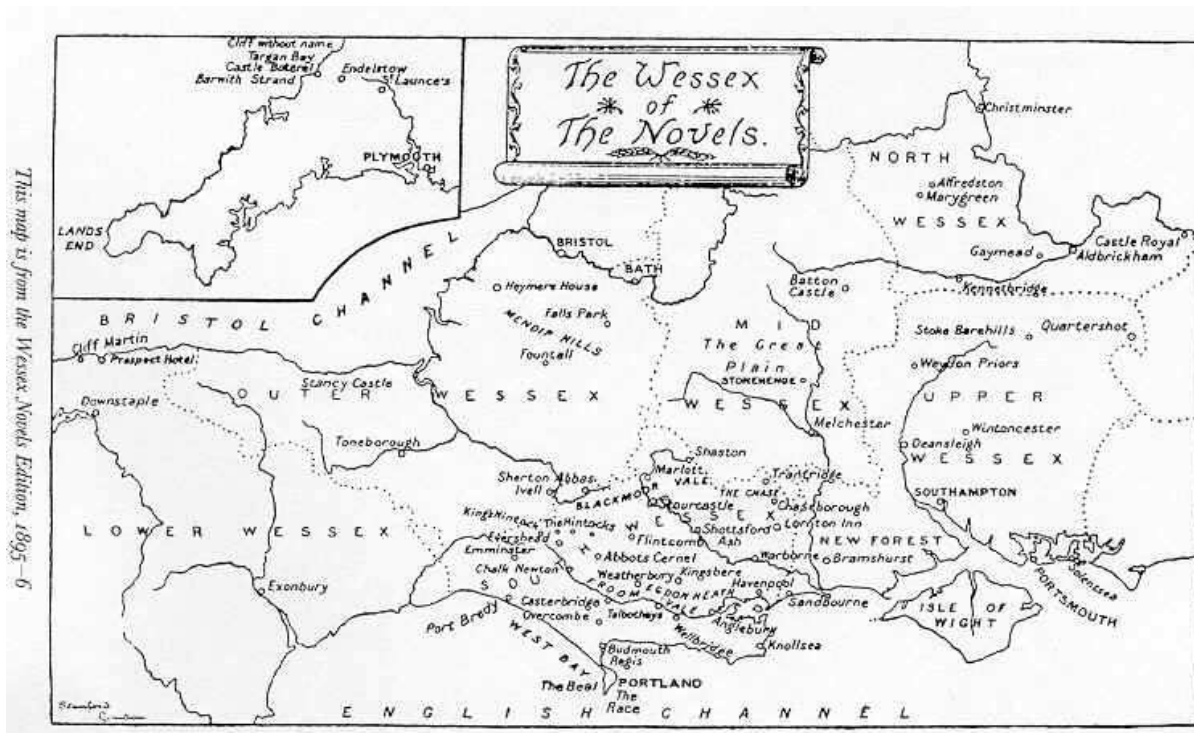 This map is from the Wessex Novels Edition, 1895–6
The Wessex
of
The Novels.
Cliff without name
Targan Bay
Castle Boterel
Barwith Strand
Endelstow
St Launce's
PLYMOUTH
LANDS
END
BRISTOL CHANNEL
Christminster
NORTH
WESSEX
Alfredston
Marygreen
Gaymead
Castle Royal
Aldbrickham
Kennetbridge
BRISTOL
BATH
Heymere House
Falls Park
MENDIP HILLS
Fountall
Batton
Castle
MID
The Great
Plain
STONEHENGE
WESSEX
Melchester
Stoke Barehills
Quartershot
Weydon Priors
UPPER
Wintoncester
Deansleigh
WESSEX
SOUTHAMPTON
Cliff Martin
Prospect Hotel
Downstaple
Stancy Castle
OUTER WESSEX
Toneborough
LOWER WESSEX
Exonbury
Sherton Abbas
Ivell
Shaston
Marlott
VALE
BLACKMOOR
Stourcastle
Trantridge
THE CHASE
Chaseborough
WESSEX
Shottsford
Ash
Lornton Inn
NEW FOREST
Bramshurst
Warborne
King's Hintock
The Hintocks
Flintcomb
Evershead
Emminster
Abbots Cernel
Chalk Newton
SOUTH
Weatherbury
Kingsbere
EGDON HEATH
Havenpool
Sandbourne
FROOM
VALE
Casterbridge
Talbothays
Overcombe
Wellbridge
Anglebury
Knollsea
Port Bredy
WEST BAY
Budmouth
Regis
The Beal
PORTLAND
The
Race
ISLE OF
WIGHT
PORTSMOUTH
Solentsea
ENGLISH CHANNEL